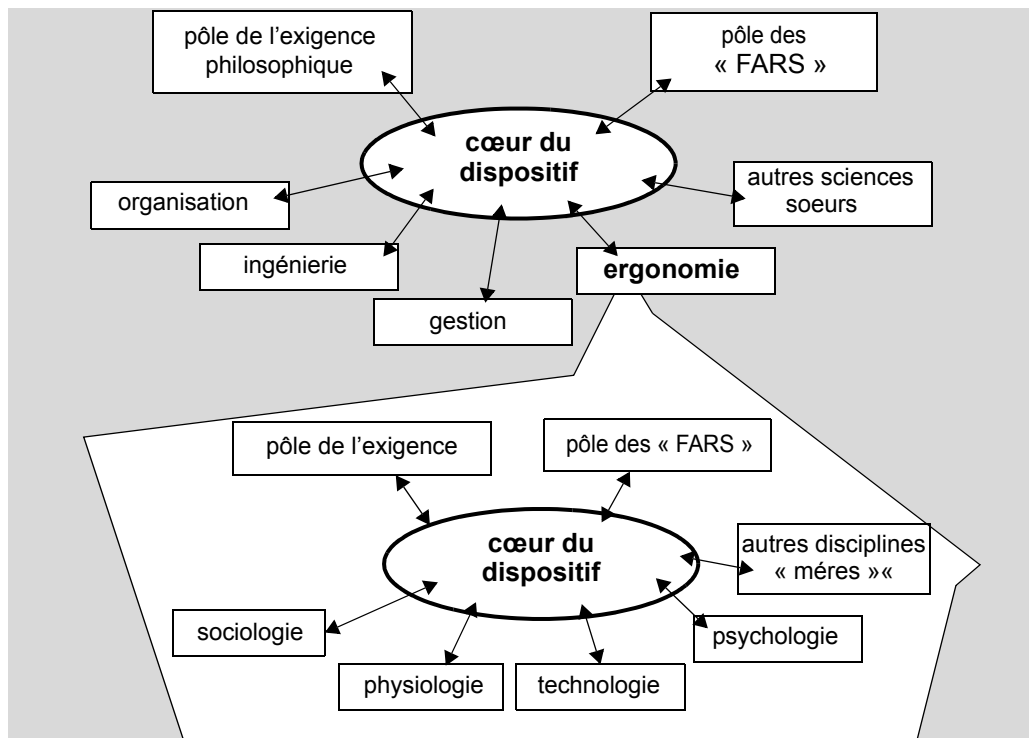 pôle de l'exigence
philosophique
pôle des
« FARS »
cœur du
dispositif
organisation
autres sciences
soeurs
ingénierie
ergonomie
gestion
pôle de l'exigence
pôle des « FARS »
cœur du
dispositif
autres disciplines
« méres »«
sociologie
psychologie
physiologie
technologie